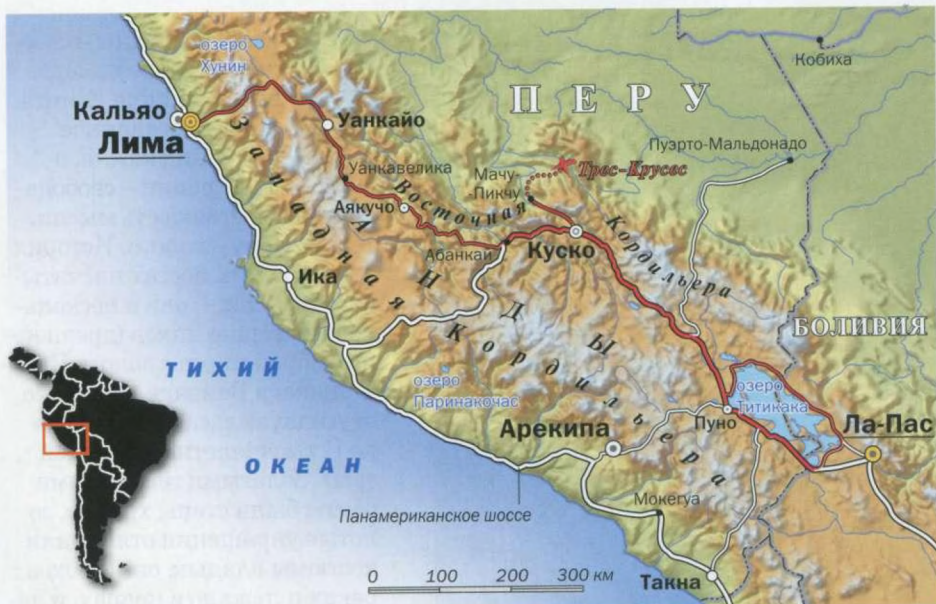 озеро
Хунин
Кобиха
ПЕРУ
Кальяо
Лима
Уанкайо
Пуэрто-Мальдонадо
Уанкавелика
Мачу-
Пикчу
Трес-Крусес
Аякучо
Восточная Кордильера
Абанкай
Куско
Западная Кордильера
АНДЫ
Ика
БОЛИВИЯ
ТИХИЙ
ОКЕАН
озеро
Паринакочас
озеро
Титикака
Пуно
Арекипа
Ла-Пас
Мокегуа
Панамериканское шоссе
Такна
0 100 200 300 км